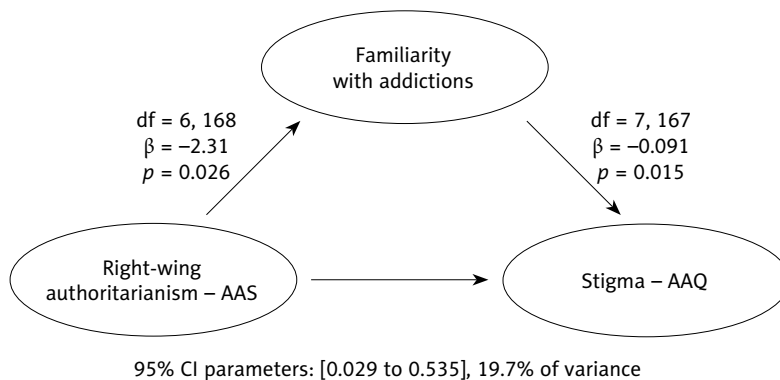 Familiarity
with addictions
df = 6, 168
β = –2.31
p = 0.026
df = 7, 167
β = –0.091
p = 0.015
Right-wing
authoritarianism – AAS
Stigma – AAQ
95% CI parameters: [0.029 to 0.535], 19.7% of variance